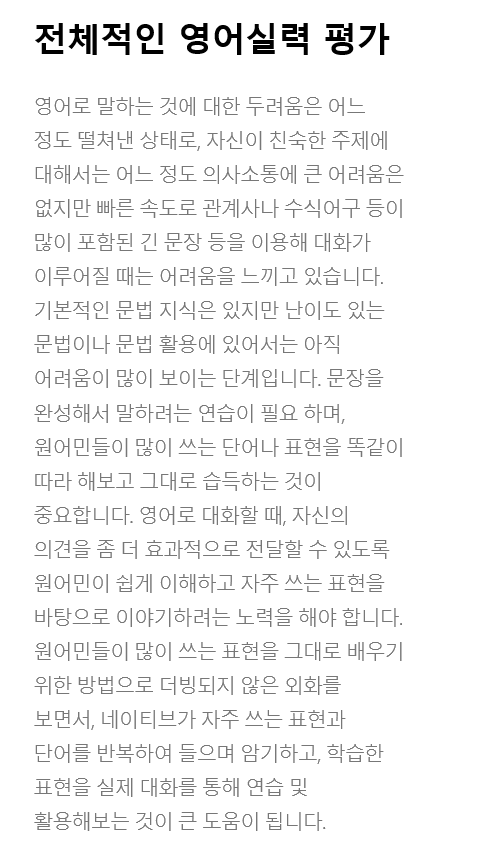 전체적인 영어실력 평가
영어로 말하는 것에 대한 두려움은 어느
정도 떨쳐낸 상태로, 자신이 친숙한 주제에
대해서는 어느 정도 의사소통에 큰 어려움은
없지만 빠른 속도로 관계사나 수식어구 등이
많이 포함된 긴 문장 등을 이용해 대화가
이루어질 때는 어려움을 느끼고 있습니다.
기본적인 문법 지식은 있지만 난이도 있는
문법이나 문법 활용에 있어서는 아직
어려움이 많이 보이는 단계입니다. 문장을
완성해서 말하려는 연습이 필요 하며,
원어민들이 많이 쓰는 단어나 표현을 똑같이
따라 해보고 그대로 습득하는 것이
중요합니다. 영어로 대화할 때, 자신의
의견을 좀 더 효과적으로 전달할 수 있도록
원어민이 쉽게 이해하고 자주 쓰는 표현을
바탕으로 이야기하려는 노력을 해야 합니다.
원어민들이 많이 쓰는 표현을 그대로 배우기
위한 방법으로 더빙되지 않은 외화를
보면서, 네이티브가 자주 쓰는 표현과
단어를 반복하여 들으며 암기하고, 학습한
표현을 실제 대화를 통해 연습 및
활용해보는 것이 큰 도움이 됩니다.